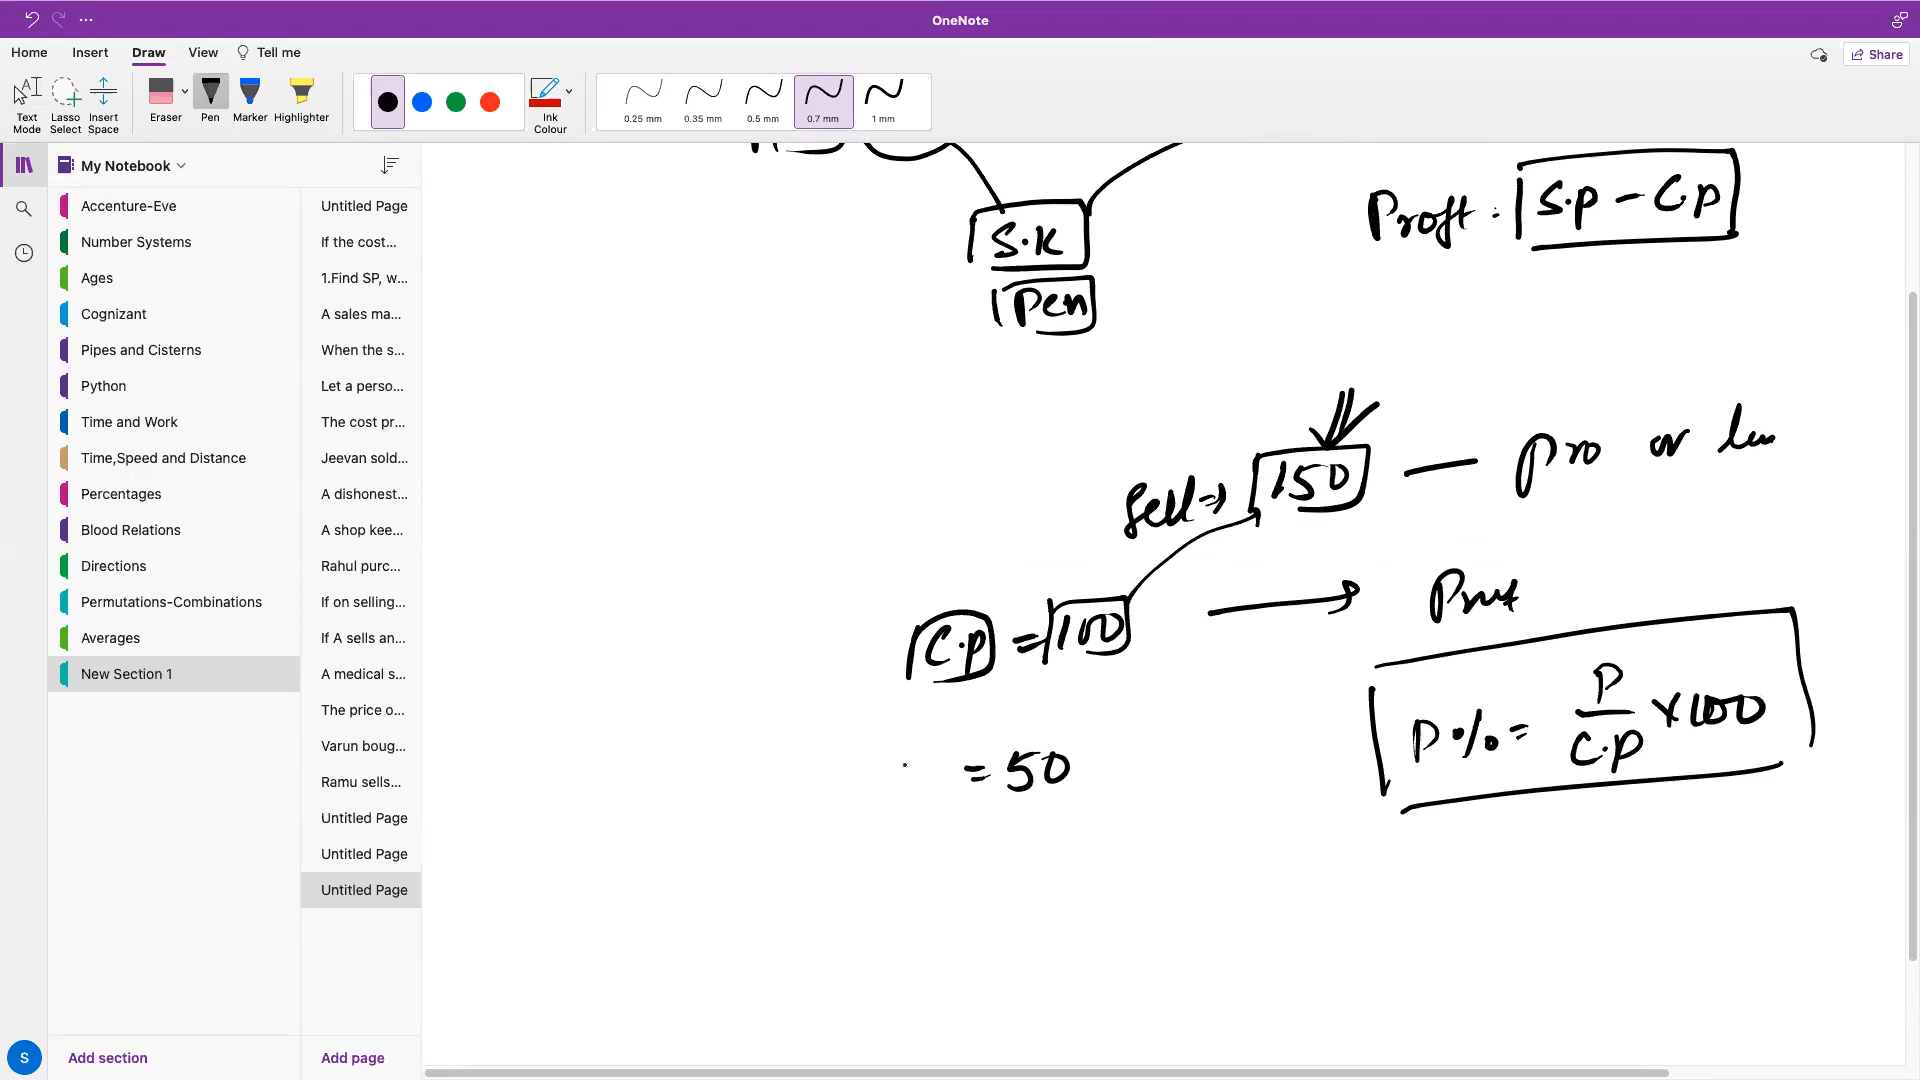 OneNote
Home Insert Draw View Tell me
Share
Text Mode
Lasso Select
Insert Space
Eraser
Pen
Marker
Highlighter
Ink Colour
0.25 mm
0.35 mm
0.5 mm
0.7 mm
1 mm
My Notebook
Accenture-Eve
Number Systems
Ages
Cognizant
Pipes and Cisterns
Python
Time and Work
Time,Speed and Distance
Percentages
Blood Relations
Directions
Permutations-Combinations
Averages
New Section 1
Untitled Page
If the cost...
1.Find SP, w...
A sales ma...
When the s...
Let a perso...
The cost pr...
Jeevan sold...
A dishonest...
A shop kee...
Rahul purc...
If on selling...
If A sells an...
A medical s...
The price o...
Varun boug...
Ramu sells...
Untitled Page
Untitled Page
Untitled Page
S
Add section
Add page
S.K
Pen
Proft : S.P - C.P
Sell => 150 — Pro or
C.P = 100
P% = P/C.P x 100
= 50